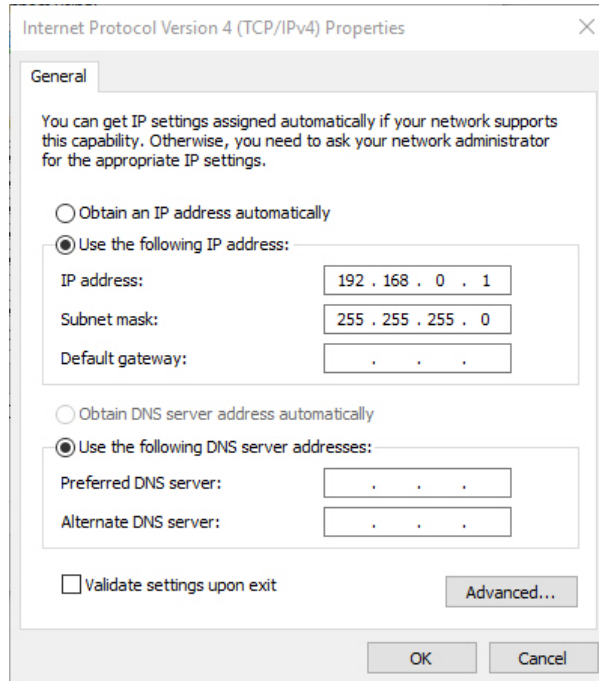 Internet Protocol Version 4 (TCP/IPv4) Properties
General
You can get IP settings assigned automatically if your network supports
this capability. Otherwise, you need to ask your network administrator
for the appropriate IP settings.
Obtain an IP address automatically
Use the following IP address:
IP address: 192 . 168 . 0 . 1
Subnet mask: 255 . 255 . 255 . 0
Default gateway: . . .
Obtain DNS server address automatically
Use the following DNS server addresses:
Preferred DNS server: . . .
Alternate DNS server: . . .
Validate settings upon exit
Advanced...
OK Cancel